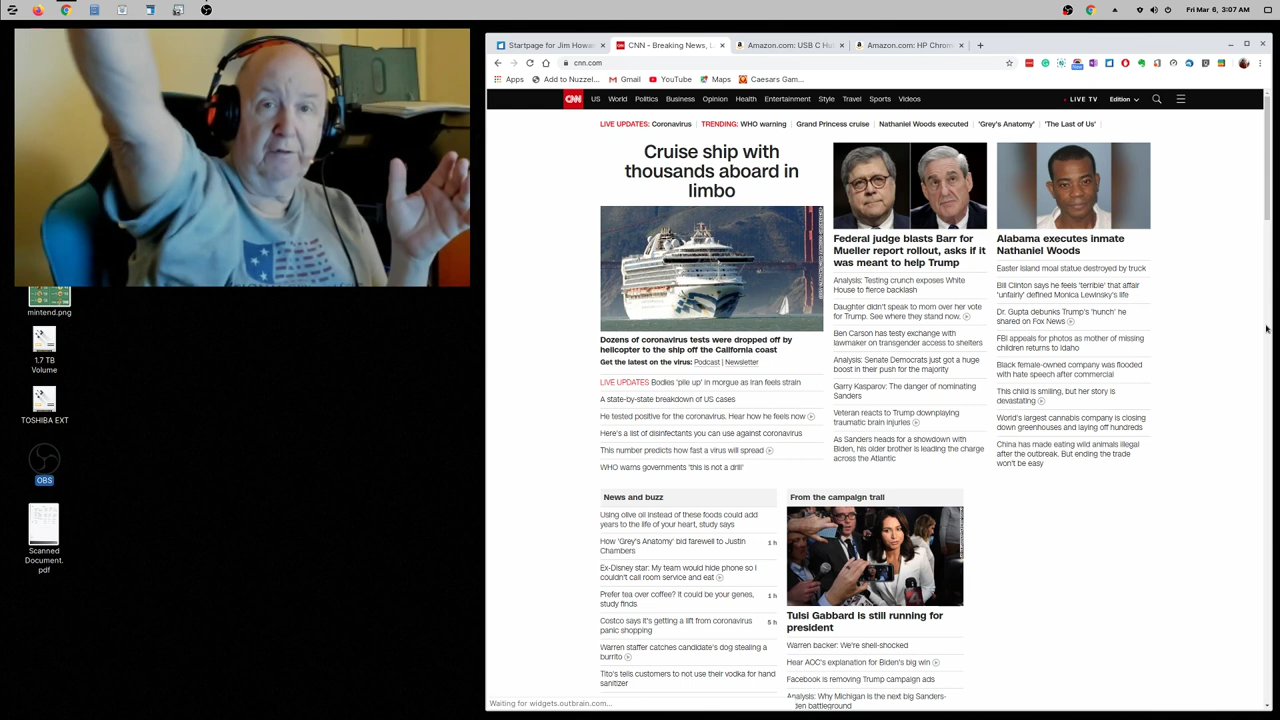 Fri Mar 6, 3:07 AM
mintend.png
1.7 TB
Volume
TOSHIBA EXT
OBS
Scanned
Document.
pdf
Startpage for Jim Howa
CNN - Breaking News, L
Amazon.com: USB C Hu
Amazon.com: HP Chrom
cnn.com
Apps
Add to Nuzzel...
Gmail
YouTube
Maps
Caesars Gam...
CNN
US World Politics Business Opinion Health Entertainment Style Travel Sports Videos
LIVE TV
Edition
LIVE UPDATES: Coronavirus
TRENDING: WHO warning
Grand Princess cruise
Nathaniel Woods executed
'Grey's Anatomy'
'The Last of Us'
Cruise ship with
thousands aboard in
limbo
Dozens of coronavirus tests were dropped off by
helicopter to the ship off the California coast
Get the latest on the virus: Podcast | Newsletter
LIVE UPDATES Bodies 'pile up' in morgue as Iran feels strain
A state-by-state breakdown of US cases
He tested positive for the coronavirus. Hear how he feels now
Here's a list of disinfectants you can use against coronavirus
This number predicts how fast a virus will spread
WHO warns governments 'this is not a drill'
Federal judge blasts Barr for
Mueller report rollout, asks if it
was meant to help Trump
Analysis: Testing crunch exposes White
House to fierce backlash
Daughter didn't speak to mom over her vote
for Trump. See where they stand now.
Ben Carson has testy exchange with
lawmaker on transgender access to shelters
Analysis: Senate Democrats just got a huge
boost in their push for the majority
Garry Kasparov: The danger of nominating
Sanders
Veteran reacts to Trump downplaying
traumatic brain injuries
As Sanders heads for a showdown with
Biden, his older brother is leading the charge
across the Atlantic
Alabama executes inmate
Nathaniel Woods
Easter Island moai statue destroyed by truck
Bill Clinton says he feels 'terrible' that affair
'unfairly' defined Monica Lewinsky's life
Dr. Gupta debunks Trump's 'hunch' he
shared on Fox News
FBI appeals for photos as mother of missing
children returns to Idaho
Black female-owned company was flooded
with hate speech after commercial
This child is smiling, but her story is
devastating
World's largest cannabis company is closing
down greenhouses and laying off hundreds
China has made eating wild animals illegal
after the outbreak. But ending the trade
won't be easy
News and buzz
Using olive oil instead of these foods could add
years to the life of your heart, study says
How 'Grey's Anatomy' bid farewell to Justin
Chambers
1 h
Ex-Disney star: My team would hide phone so I
couldn't call room service and eat
Prefer tea over coffee? It could be your genes,
study finds
1 h
Costco says it's getting a lift from coronavirus
panic shopping
5 h
Warren staffer catches candidate's dog stealing a
burrito
Tito's tells customers to not use their vodka for hand
sanitizer
From the campaign trail
Tulsi Gabbard is still running for
president
Warren backer: We're shell-shocked
Hear AOC's explanation for Biden's big win
Facebook is removing Trump campaign ads
Analysis: Why Michigan is the next big Sanders-
den battleground
Waiting for widgets.outbrain.com...